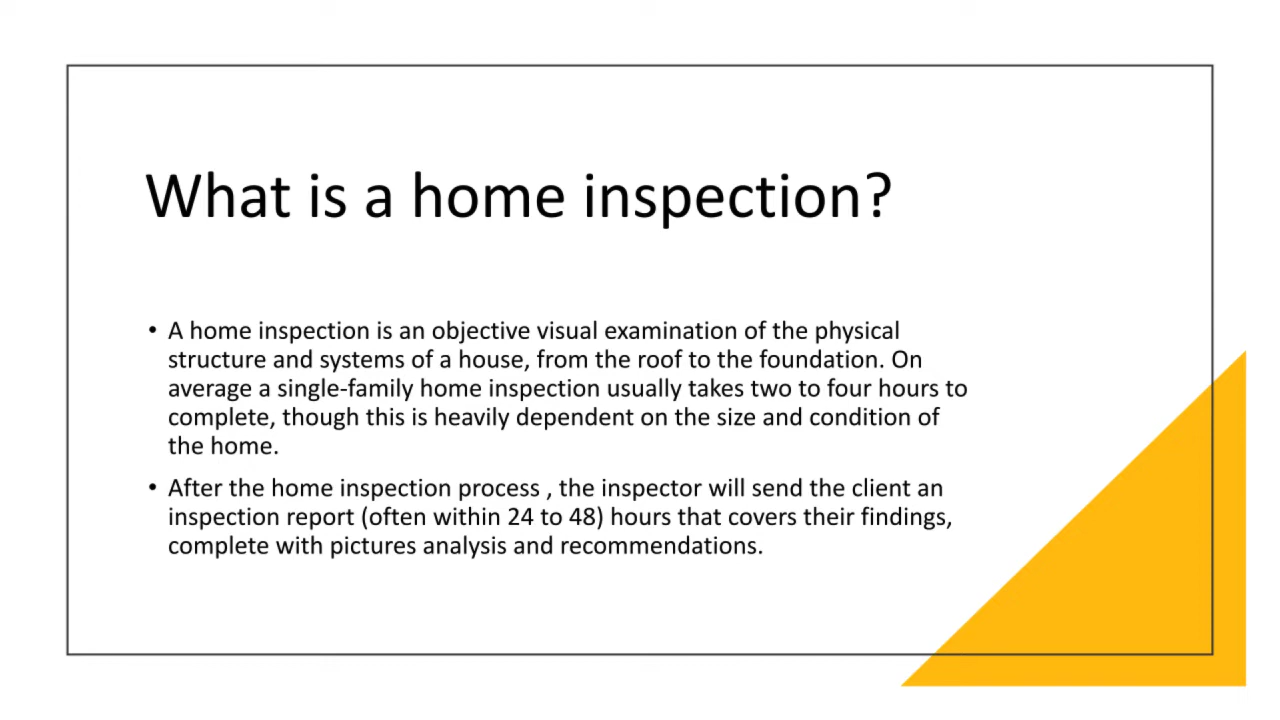 What is a home inspection?
• A home inspection is an objective visual examination of the physical
structure and systems of a house, from the roof to the foundation. On
average a single-family home inspection usually takes two to four hours to
complete, though this is heavily dependent on the size and condition of
the home.
• After the home inspection process , the inspector will send the client an
inspection report (often within 24 to 48) hours that covers their findings,
complete with pictures analysis and recommendations.